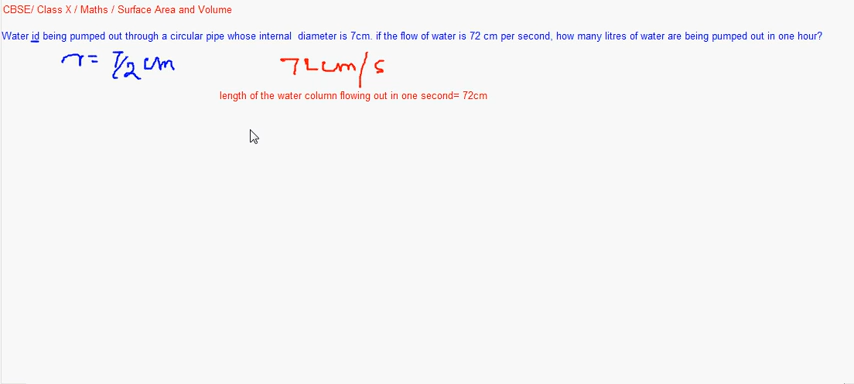 CBSE/ Class X / Maths / Surface Area and Volume
Water id being pumped out through a circular pipe whose internal diameter is 7cm. if the flow of water is 72 cm per second, how many litres of water are being pumped out in one hour?
r = 7/2 cm 72cm/s
length of the water column flowing out in one second= 72cm